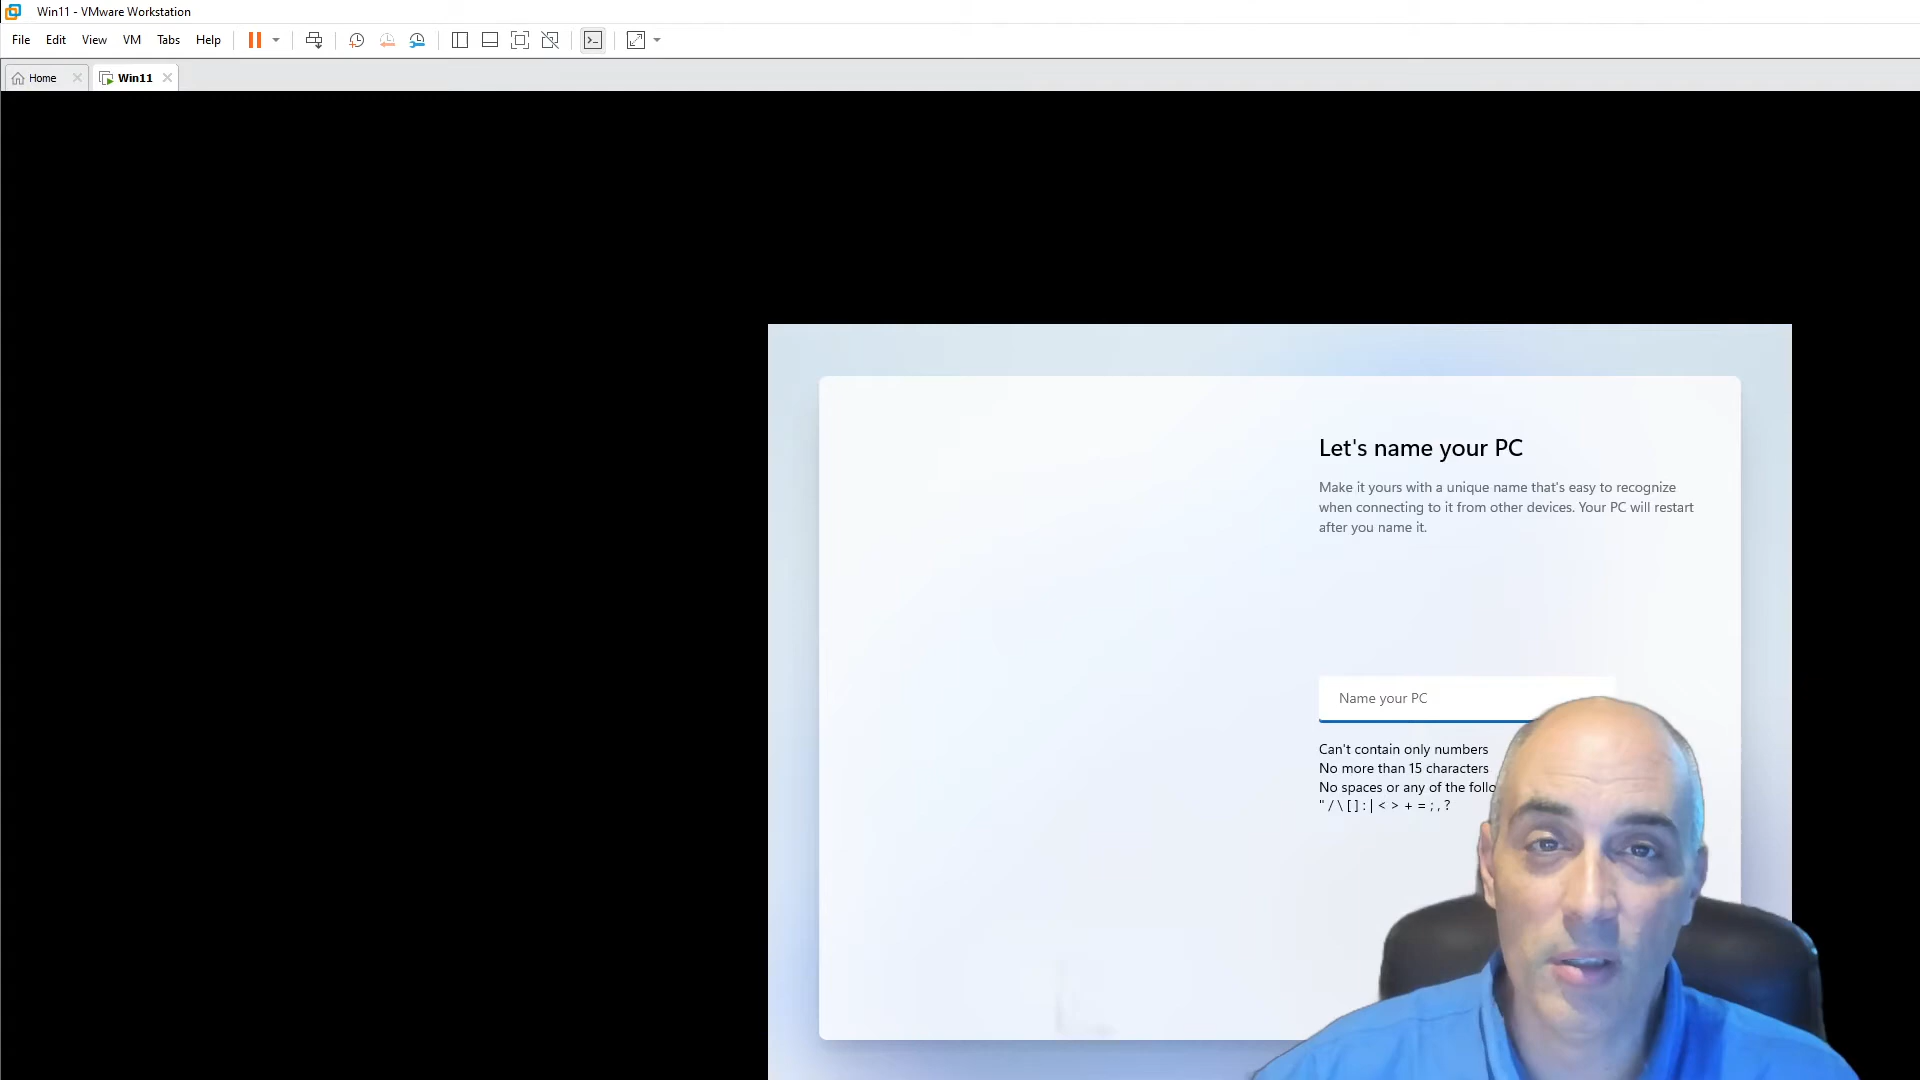 Win11 - VMware Workstation
File Edit View VM Tabs Help
Home
Win11
Let's name your PC
Make it yours with a unique name that's easy to recognize
when connecting to it from other devices. Your PC will restart
after you name it.
Name your PC
Can't contain only numbers
No more than 15 characters
No spaces or any of the
" / \ [ ] : | < > + = ; , ?